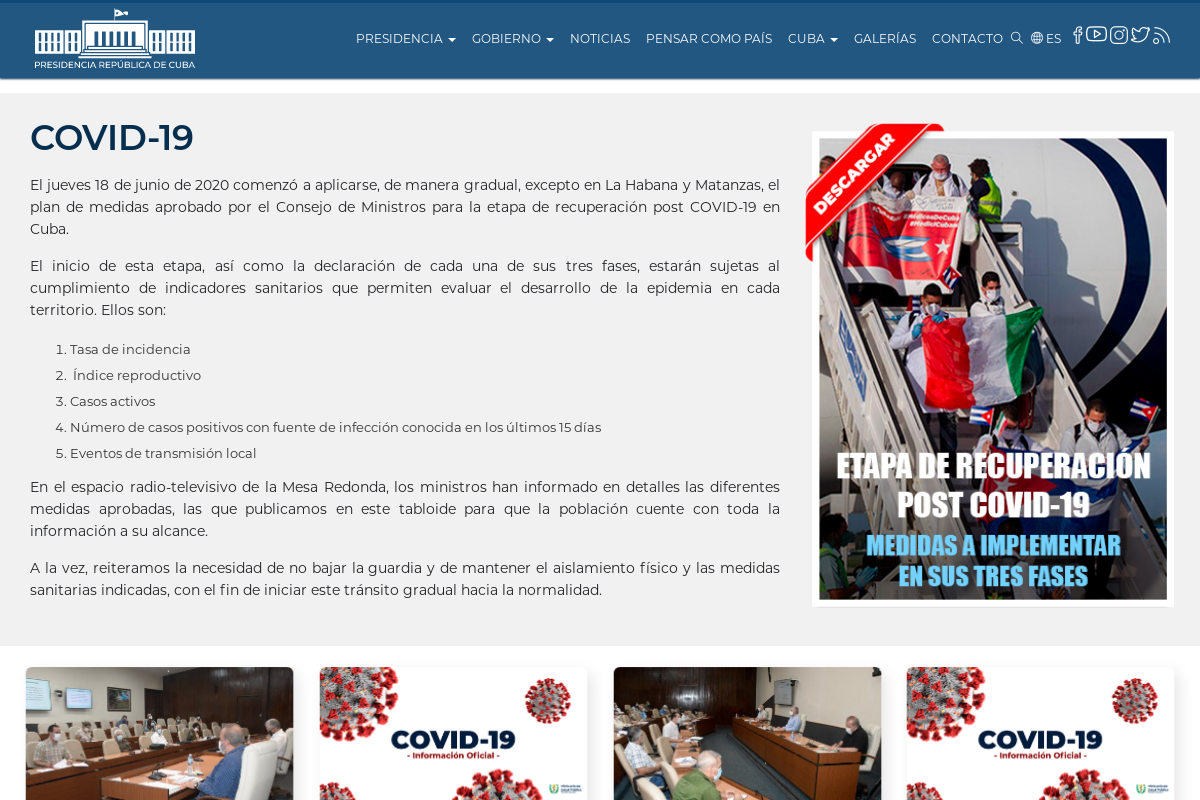 PRESIDENCIA REPÚBLICA DE CUBA
PRESIDENCIA GOBIERNO NOTICIAS PENSAR COMO PAÍS CUBA GALERÍAS CONTACTO ES
COVID-19
El jueves 18 de junio de 2020 comenzó a aplicarse, de manera gradual, excepto en La Habana y Matanzas, el
plan de medidas aprobado por el Consejo de Ministros para la etapa de recuperación post COVID-19 en
Cuba.
El inicio de esta etapa, así como la declaración de cada una de sus tres fases, estarán sujetas al
cumplimiento de indicadores sanitarios que permiten evaluar el desarrollo de la epidemia en cada
territorio. Ellos son:
1. Tasa de incidencia
2. Índice reproductivo
3. Casos activos
4. Número de casos positivos con fuente de infección conocida en los últimos 15 días
5. Eventos de transmisión local
En el espacio radio-televisivo de la Mesa Redonda, los ministros han informado en detalles las diferentes
medidas aprobadas, las que publicamos en este tabloide para que la población cuente con toda la
información a su alcance.
A la vez, reiteramos la necesidad de no bajar la guardia y de mantener el aislamiento físico y las medidas
sanitarias indicadas, con el fin de iniciar este tránsito gradual hacia la normalidad.
DESCARGAR
ETAPA DE RECUPERACIÓN
POST COVID-19
MEDIDAS A IMPLEMENTAR
EN SUS TRES FASES
COVID-19
- Información Oficial -
COVID-19
- Información Oficial -